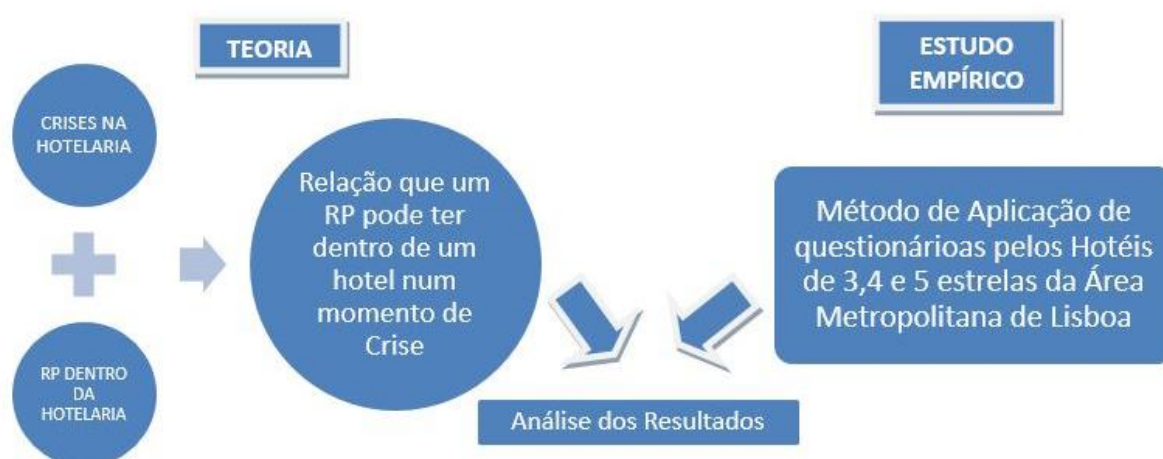 TEORIA
ESTUDO
EMPÍRICO
CRISES NA
HOTELARIA
Relação que um
RP pode ter
dentro de um
hotel num
momento de
Crise
Método de Aplicação de
questionárioas pelos Hotéis
de 3,4 e 5 estrelas da Área
Metropolitana de Lisboa
RP DENTRO
DA
HOTELARIA
Análise dos Resultados